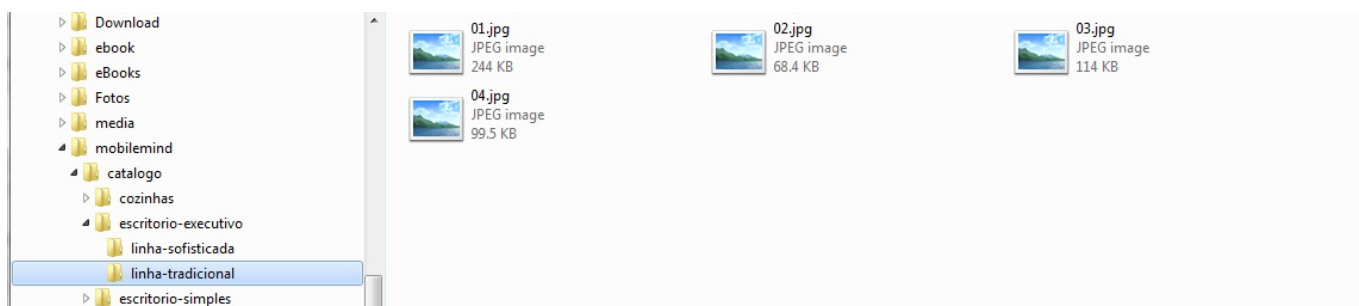 Download
ebook
eBooks
Fotos
media
mobilemind
catalogo
cozinhas
escritorio-executivo
linha-sofisticada
linha-tradicional
escritorio-simples
01.jpg
JPEG image
244 KB
02.jpg
JPEG image
68.4 KB
03.jpg
JPEG image
114 KB
04.jpg
JPEG image
99.5 KB